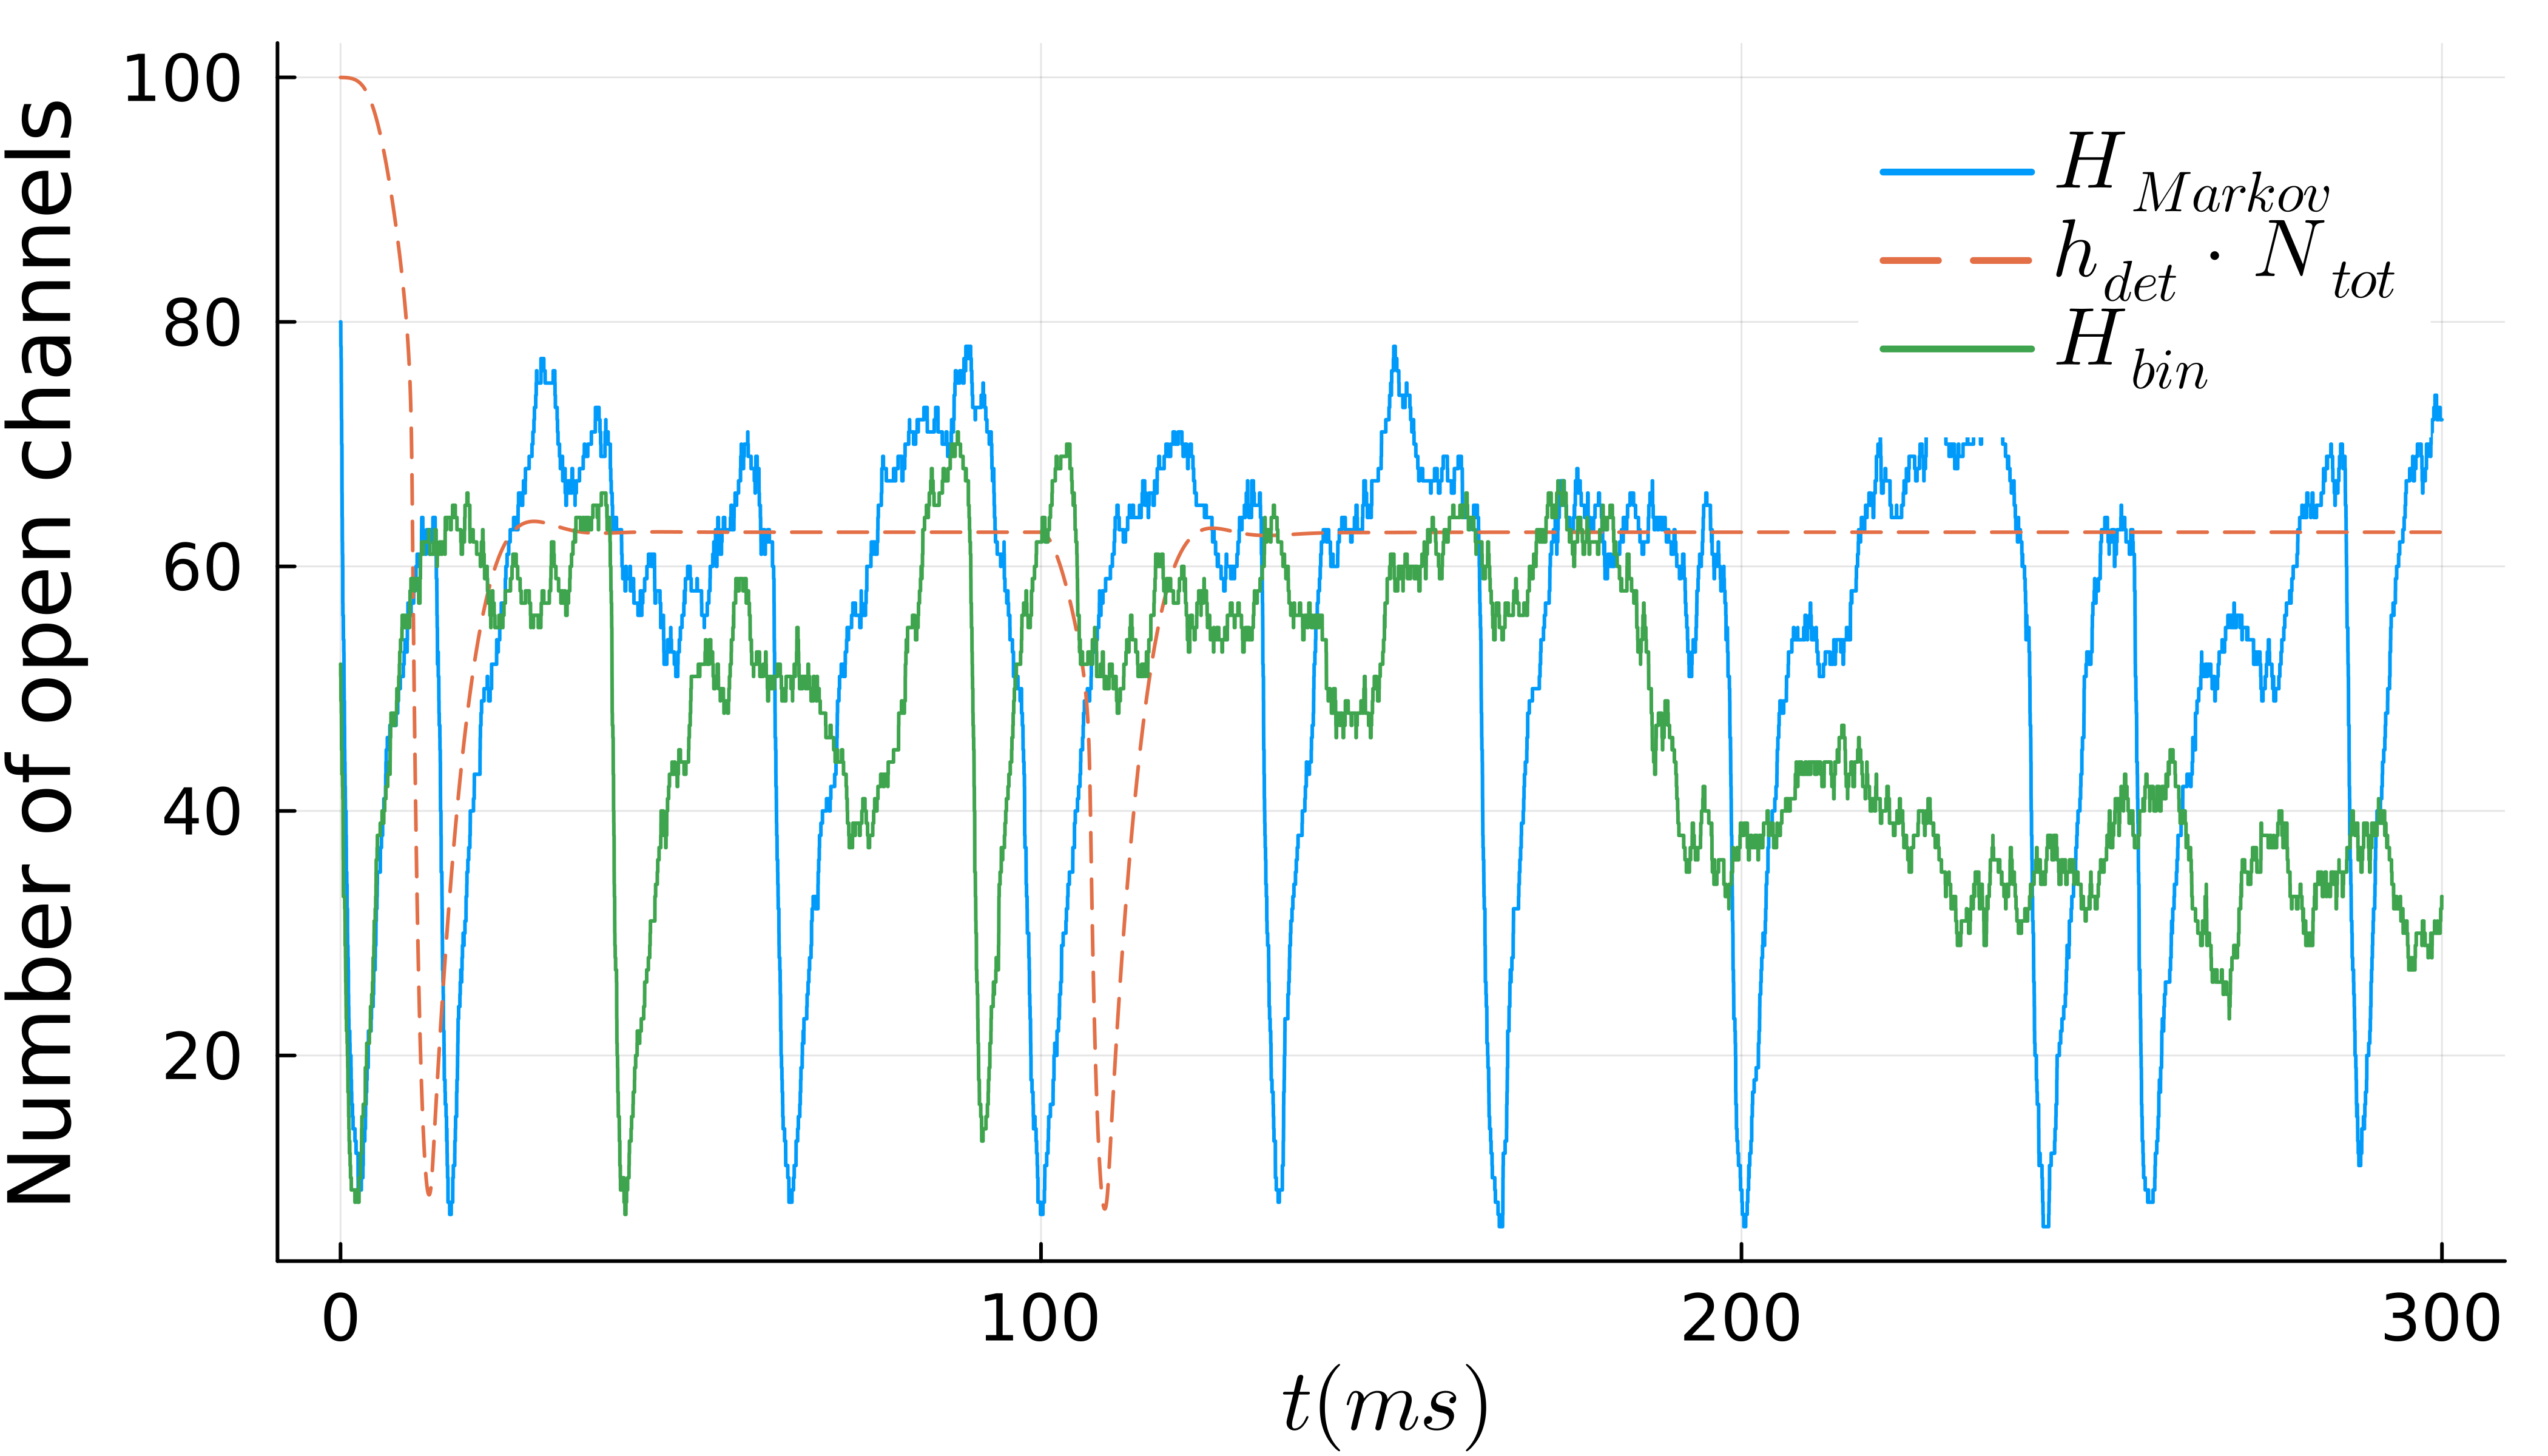 Number of open channels
100
80
60
40
20
0 100 200 300
t(ms)
H_Markov
h_det · N_tot
H_bin